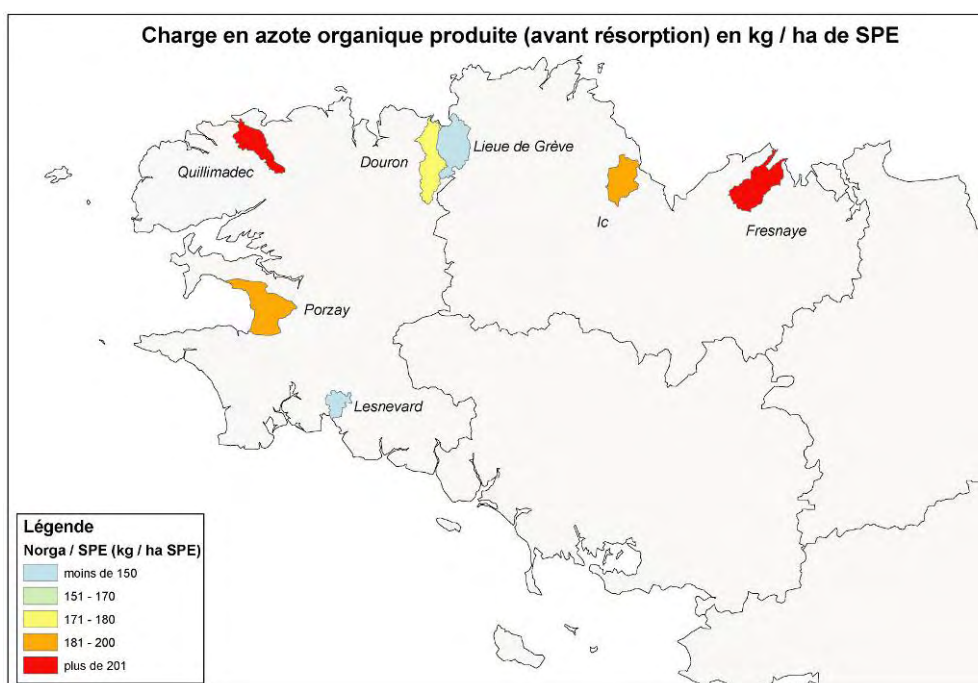 Charge en azote organique produite (avant résorption) en kg / ha de SPE
Quillimadec
Douron
Lieue de Grève
Ic
Fresnaye
Porzay
Lesnevard
Légende
Norga / SPE (kg / ha SPE)
moins de 150
151 - 170
171 - 180
181 - 200
plus de 201